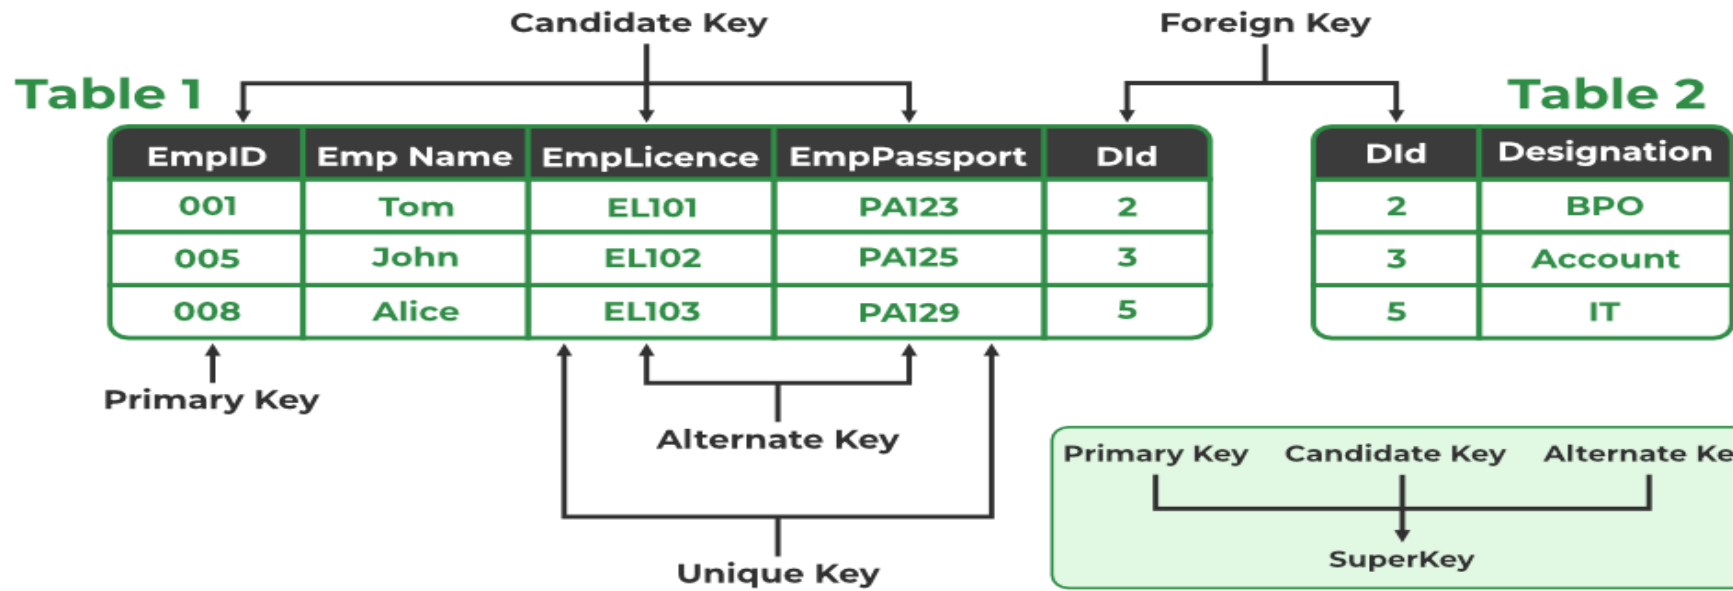 Candidate Key Foreign Key
Table 1 Table 2
EmpID Emp Name EmpLicence EmpPassport DId DId Designation
001 Tom EL101 PA123 2 2 BPO
005 John EL102 PA125 3 3 Account
008 Alice EL103 PA129 5 5 IT
Primary Key
Alternate Key
Unique Key
Primary Key Candidate Key Alternate Ke
SuperKey